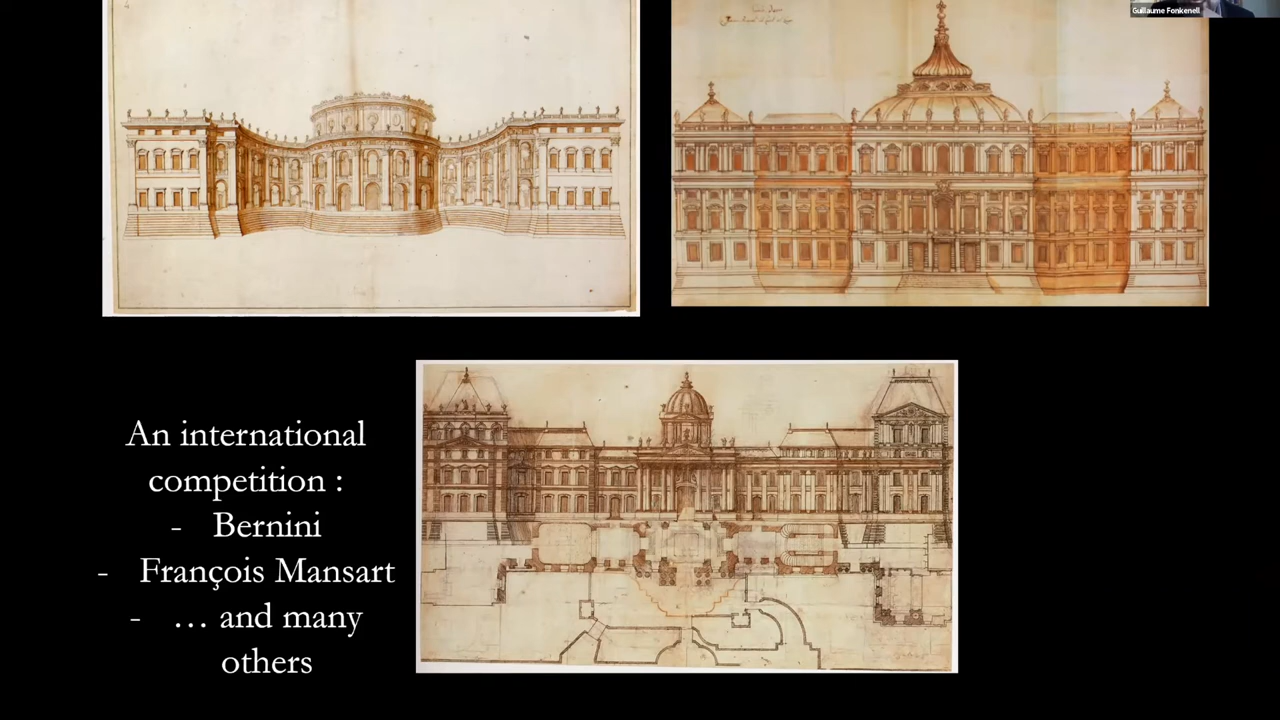 Guillaume Fonkenell
An international
competition :
- Bernini
- François Mansart
- … and many
others